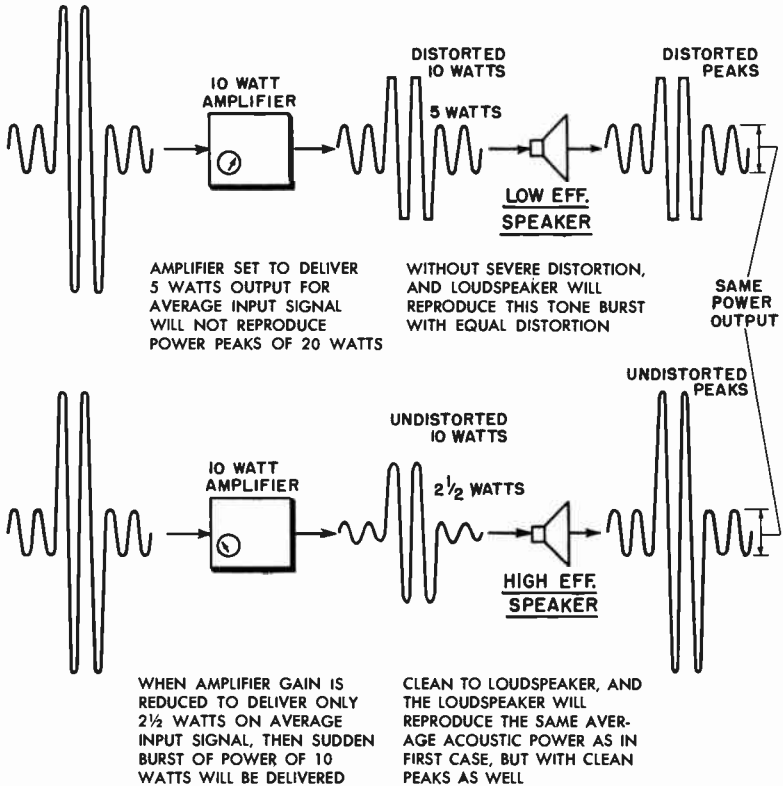 10 WATT
AMPLIFIER
DISTORTED
10 WATTS
5 WATTS
DISTORTED
PEAKS
LOW EFF.
SPEAKER
AMPLIFIER SET TO DELIVER
5 WATTS OUTPUT FOR
AVERAGE INPUT SIGNAL
WILL NOT REPRODUCE
POWER PEAKS OF 20 WATTS
WITHOUT SEVERE DISTORTION,
AND LOUDSPEAKER WILL
REPRODUCE THIS TONE BURST
WITH EQUAL DISTORTION
SAME
POWER
OUTPUT
10 WATT
AMPLIFIER
UNDISTORTED
10 WATTS
2½ WATTS
UNDISTORTED
PEAKS
HIGH EFF.
SPEAKER
WHEN AMPLIFIER GAIN IS
REDUCED TO DELIVER ONLY
2½ WATTS ON AVERAGE
INPUT SIGNAL, THEN SUDDEN
BURST OF POWER OF 10
WATTS WILL BE DELIVERED
CLEAN TO LOUDSPEAKER, AND
THE LOUDSPEAKER WILL
REPRODUCE THE SAME AVER-
AGE ACOUSTIC POWER AS IN
FIRST CASE, BUT WITH CLEAN
PEAKS AS WELL